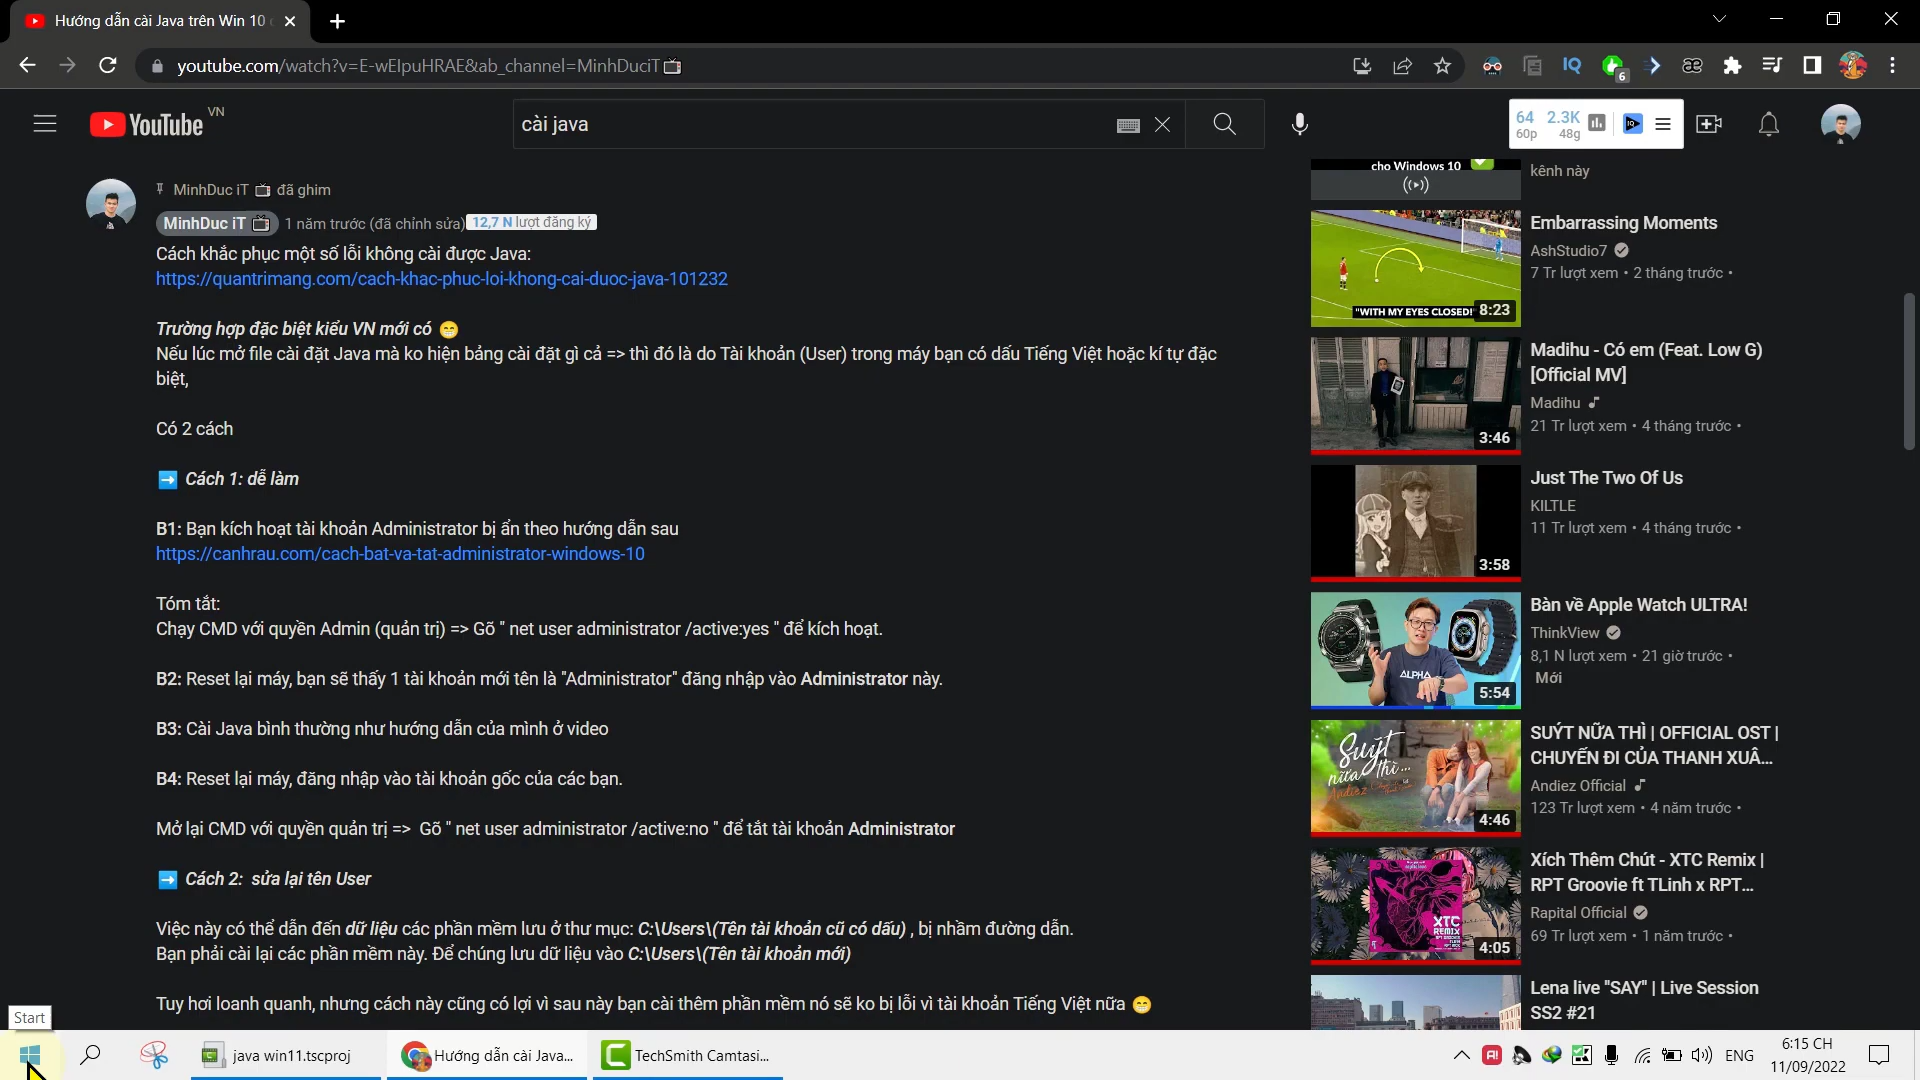 Hướng dẫn cài Java trên Win 10
youtube.com/watch?v=E-wEIpuHRAE&ab_channel=MinhDuciT
6
YouTube VN
cài java
64 2.3K
60p 48g
MinhDuc iT đã ghim
MinhDuc iT 1 năm trước (đã chỉnh sửa) 12,7 N lượt đăng ký
Cách khắc phục một số lỗi không cài được Java:
https://quantrimang.com/cach-khac-phuc-loi-khong-cai-duoc-java-101232
Trường hợp đặc biệt kiểu VN mới có 😁
Nếu lúc mở file cài đặt Java mà ko hiện bảng cài đặt gì cả => thì đó là do Tài khoản (User) trong máy bạn có dấu Tiếng Việt hoặc kí tự đặc
biệt,
Có 2 cách
➡ Cách 1: dễ làm
B1: Bạn kích hoạt tài khoản Administrator bị ẩn theo hướng dẫn sau
https://canhrau.com/cach-bat-va-tat-administrator-windows-10
Tóm tắt:
Chạy CMD với quyền Admin (quản trị) => Gõ " net user administrator /active:yes " để kích hoạt.
B2: Reset lại máy, bạn sẽ thấy 1 tài khoản mới tên là "Administrator" đăng nhập vào Administrator này.
B3: Cài Java bình thường như hướng dẫn của mình ở video
B4: Reset lại máy, đăng nhập vào tài khoản gốc của các bạn.
Mở lại CMD với quyền quản trị => Gõ " net user administrator /active:no " để tắt tài khoản Administrator
➡ Cách 2: sửa lại tên User
Việc này có thể dẫn đến dữ liệu các phần mềm lưu ở thư mục: C:\Users\(Tên tài khoản cũ có dấu) , bị nhầm đường dẫn.
Bạn phải cài lại các phần mềm này. Để chúng lưu dữ liệu vào C:\Users\(Tên tài khoản mới)
Tuy hơi loanh quanh, nhưng cách này cũng có lợi vì sau này bạn cài thêm phần mềm nó sẽ ko bị lỗi vì tài khoản Tiếng Việt nữa 😁
cho Windows 10
kênh này
"WITH MY EYES CLOSED!"
8:23
Embarrassing Moments
AshStudio7
7 Tr lượt xem • 2 tháng trước •
3:46
Madihu - Có em (Feat. Low G)
[Official MV]
Madihu
21 Tr lượt xem • 4 tháng trước •
3:58
Just The Two Of Us
KILTLE
11 Tr lượt xem • 4 tháng trước •
ALPHA
5:54
Bàn về Apple Watch ULTRA!
ThinkView
8,1 N lượt xem • 21 giờ trước •
Mới
Suýt
nữa thì...
Andiez
4:46
SUÝT NỮA THÌ | OFFICIAL OST |
CHUYẾN ĐI CỦA THANH XUÂ...
Andiez Official
123 Tr lượt xem • 4 năm trước •
XTC
REMIX
4:05
Xích Thêm Chút - XTC Remix |
RPT Groovie ft TLinh x RPT...
Rapital Official
69 Tr lượt xem • 1 năm trước •
Lena live "SAY" | Live Session
SS2 #21
Start
java win11.tscproj
Hướng dẫn cài Java...
TechSmith Camtasi...
ENG
6:15 CH
11/09/2022